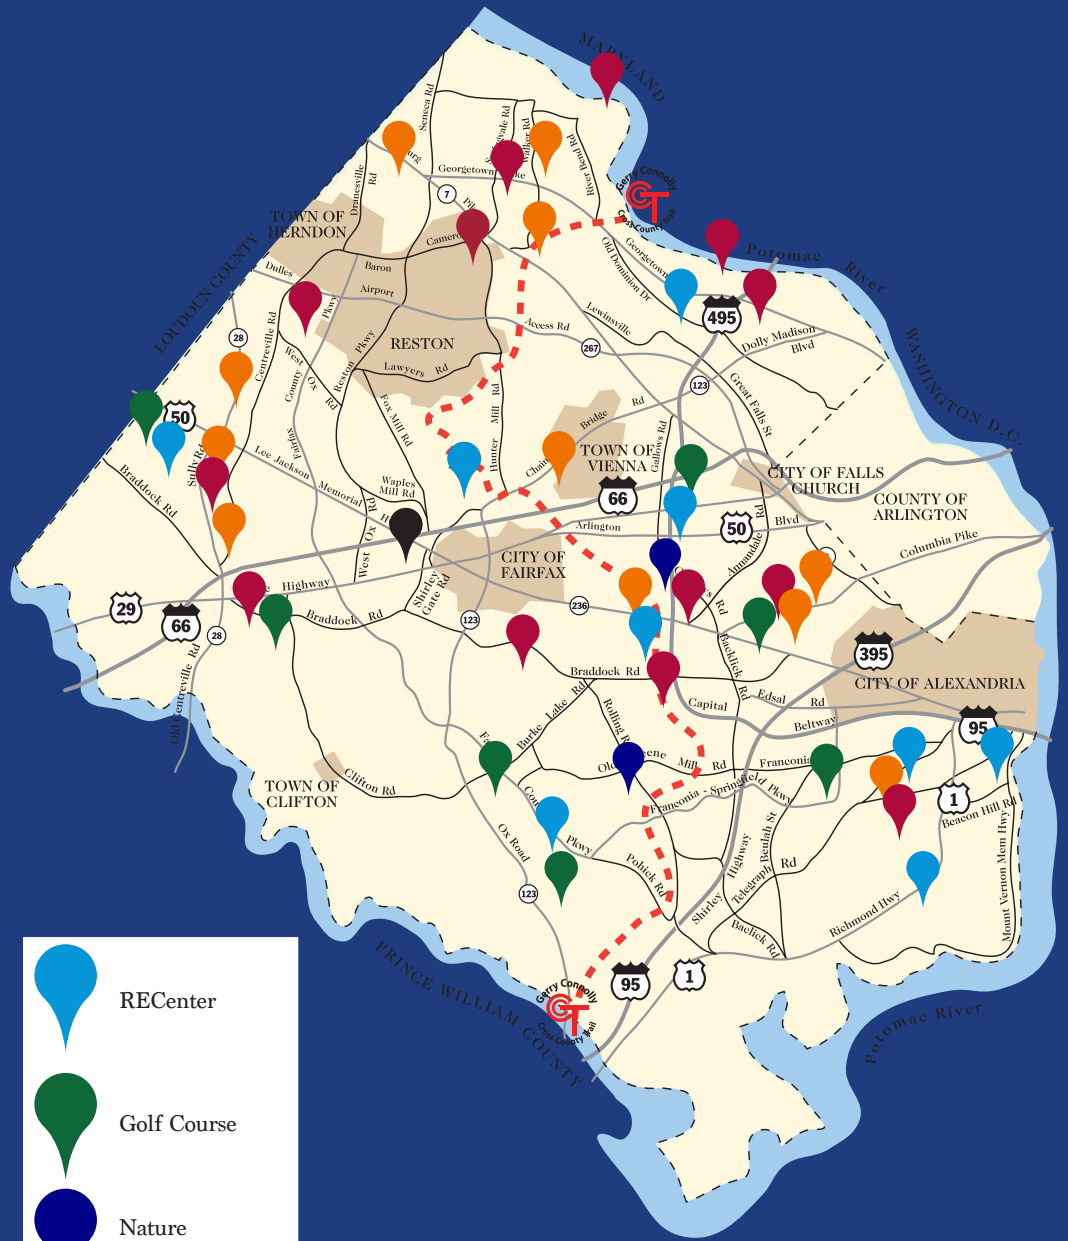 MARYLAND
Seneca Rd
Walker Rd
River Bend Rd
Georgetown
Dranesville
Rd
7
Gerry Connolly
CCT
Cross County Trail
TOWN OF
HERNDON
LOUDOUN COUNTY
Dulles
Baron
Airport
Access Rd
Pkwy
Old Dominion Dr
Georgetown
Potomac River
495
Lewinsville
267
Dolly Madison
Blvd
123
WASHINGTON D.C.
28
Centreville Rd
RESTON
Lawyers Rd
West Ox Rd
Reston Pkwy
Fox Mill Rd
Hunter Mill Rd
Fairfax
County
50
Sully Rd
Braddock Rd
Lee Jackson Memorial
Waples
Mill Rd
Bridge Rd
TOWN OF
VIENNA
Gallows Rd
Great Falls St
CITY OF FALLS
CHURCH
COUNTY OF
ARLINGTON
66
50
Arlington
Blvd
Annandale Rd
Columbia Pike
CITY OF
FAIRFAX
West Ox Rd
Shirley
Gate Rd
Highway
29
66
28
Braddock Rd
123
236
Old Centreville Rd
Braddock Rd
Backlick Rd
395
CITY OF ALEXANDRIA
Edsal Rd
Capital
Beltway
95
Burke Lake Rd
Rolling
Mill Rd
Franconia
Franconia - Springfield Pkwy
TOWN OF
CLIFTON
Clifton Rd
Ox Road
Pkwy
Pohick Rd
123
Shirley Highway
Beulah St
Telegraph Rd
Backlick Rd
Richmond Hwy
1
Beacon Hill Rd
Mount Vernon Mem Hwy
95
1
PRINCE WILLIAM COUNTY
Gerry Connolly
CCT
Cross County Trail
Potomac River
RECenter
Golf Course
Nature